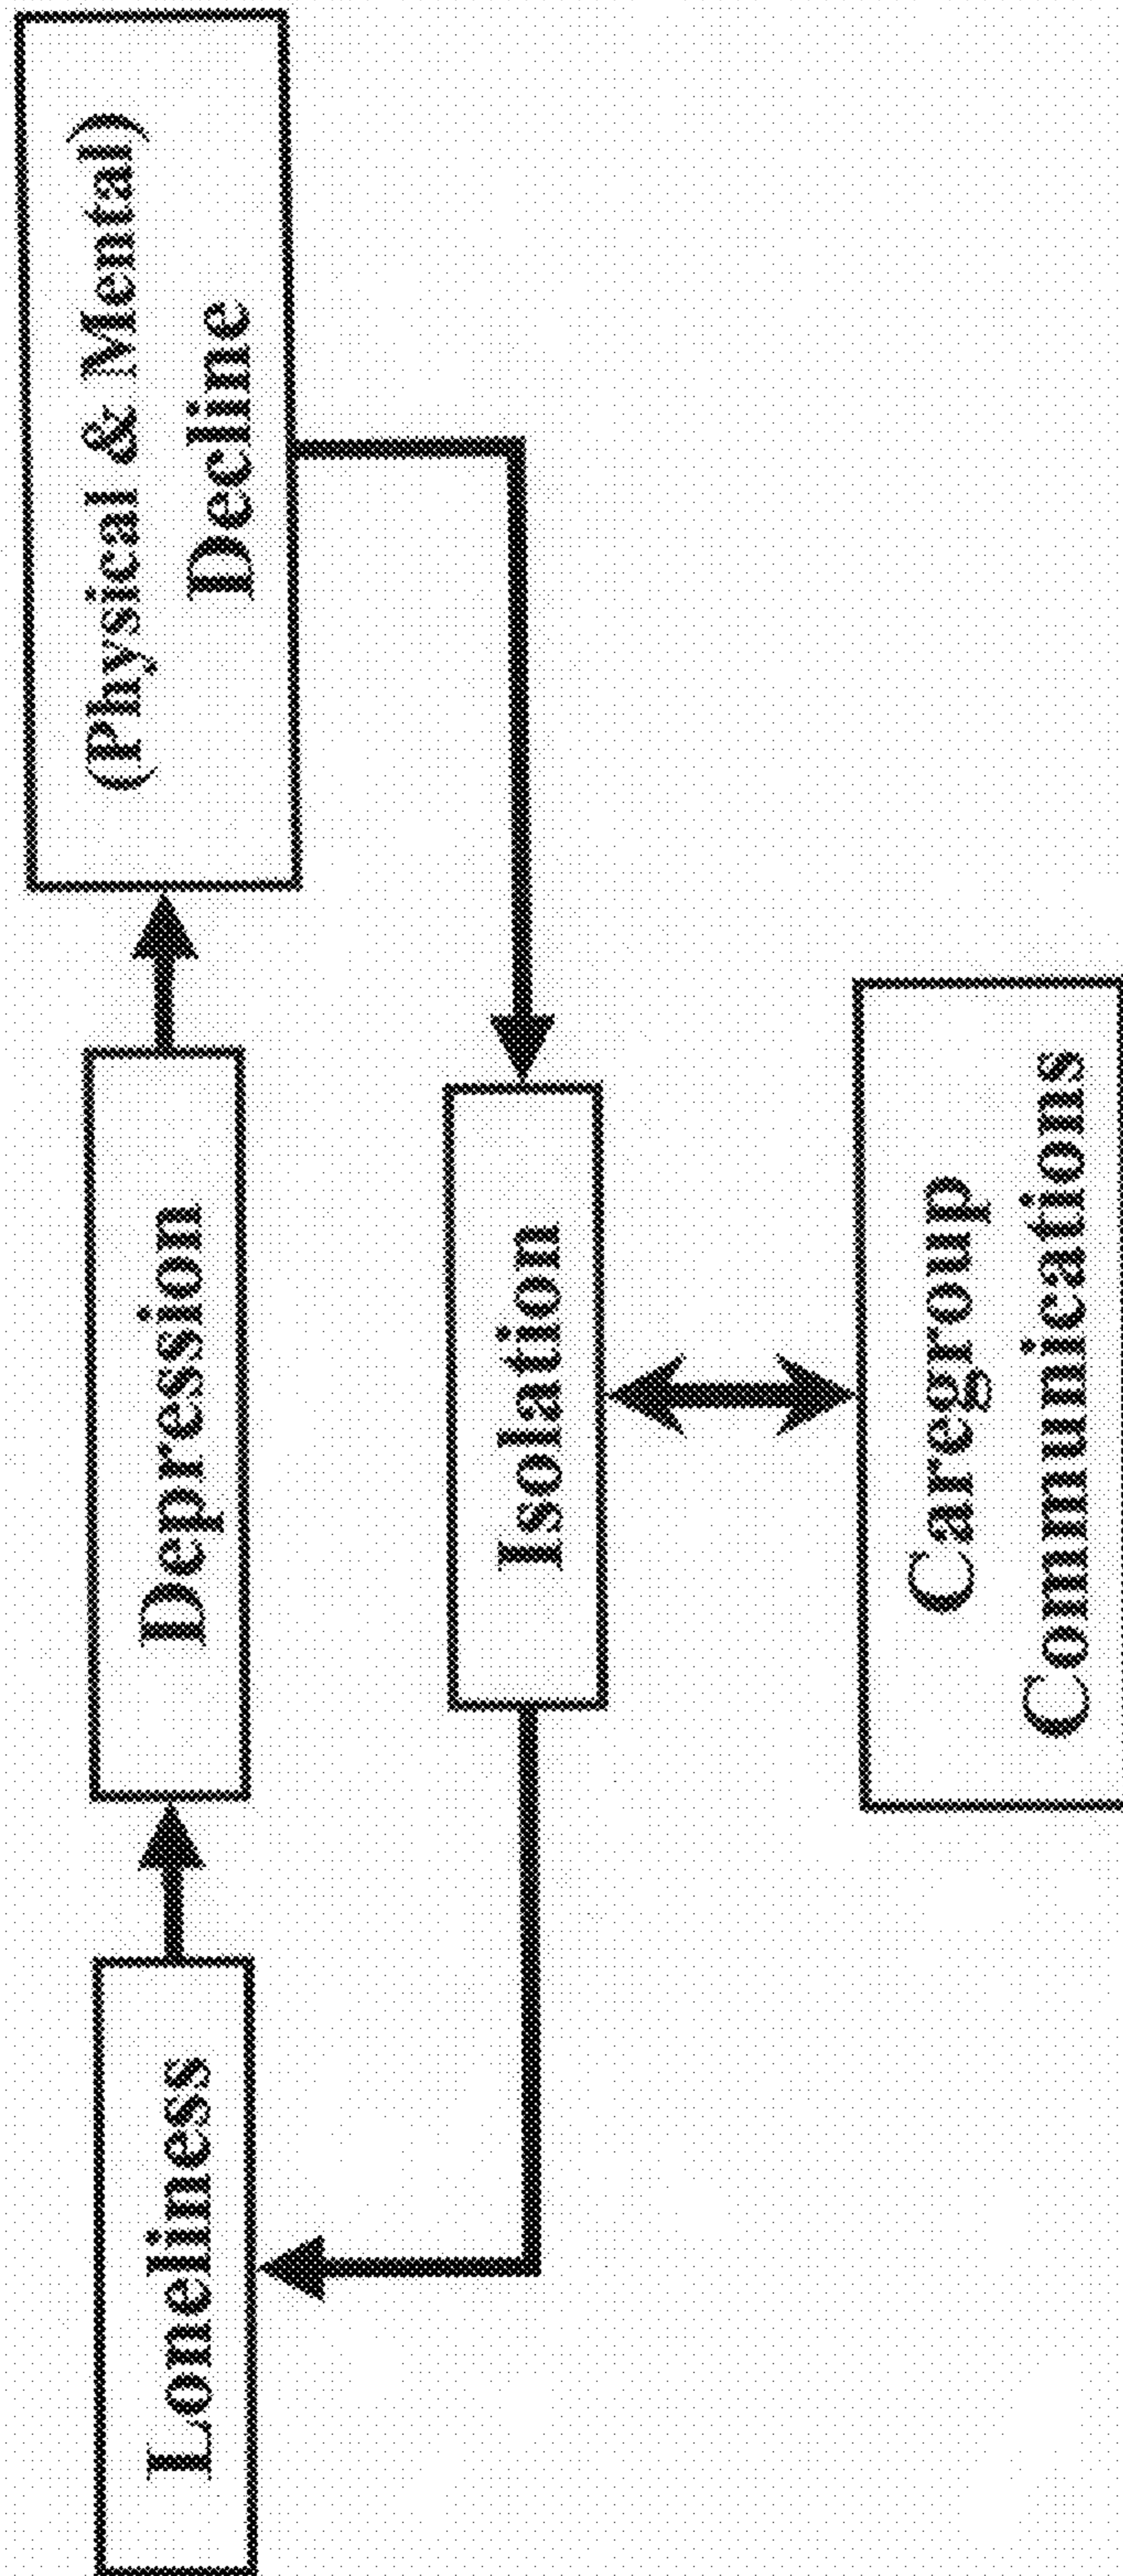 Loneliness
Depression
(Physical & Mental)
Decline
Isolation
Caregroup
Communications